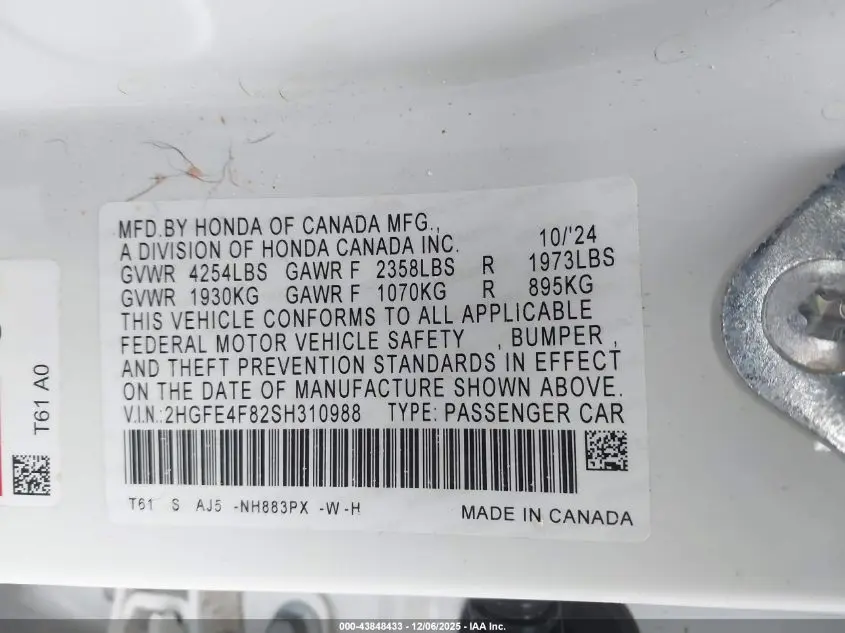 MFD.BY HONDA OF CANADA MFG.,
A DIVISION OF HONDA CANADA INC. 10/'24
GVWR 4254LBS GAWR F 2358LBS R 1973LBS
GVWR 1930KG GAWR F 1070KG R 895KG
THIS VEHICLE CONFORMS TO ALL APPLICABLE
FEDERAL MOTOR VEHICLE SAFETY , BUMPER ,
AND THEFT PREVENTION STANDARDS IN EFFECT
ON THE DATE OF MANUFACTURE SHOWN ABOVE.
V.I.N.:2HGFE4F82SH310988 TYPE: PASSENGER CAR
T61 S AJ5 -NH883PX -W-H MADE IN CANADA
T61 A0
000-43848433 - 12/06/2025 - IAA Inc.